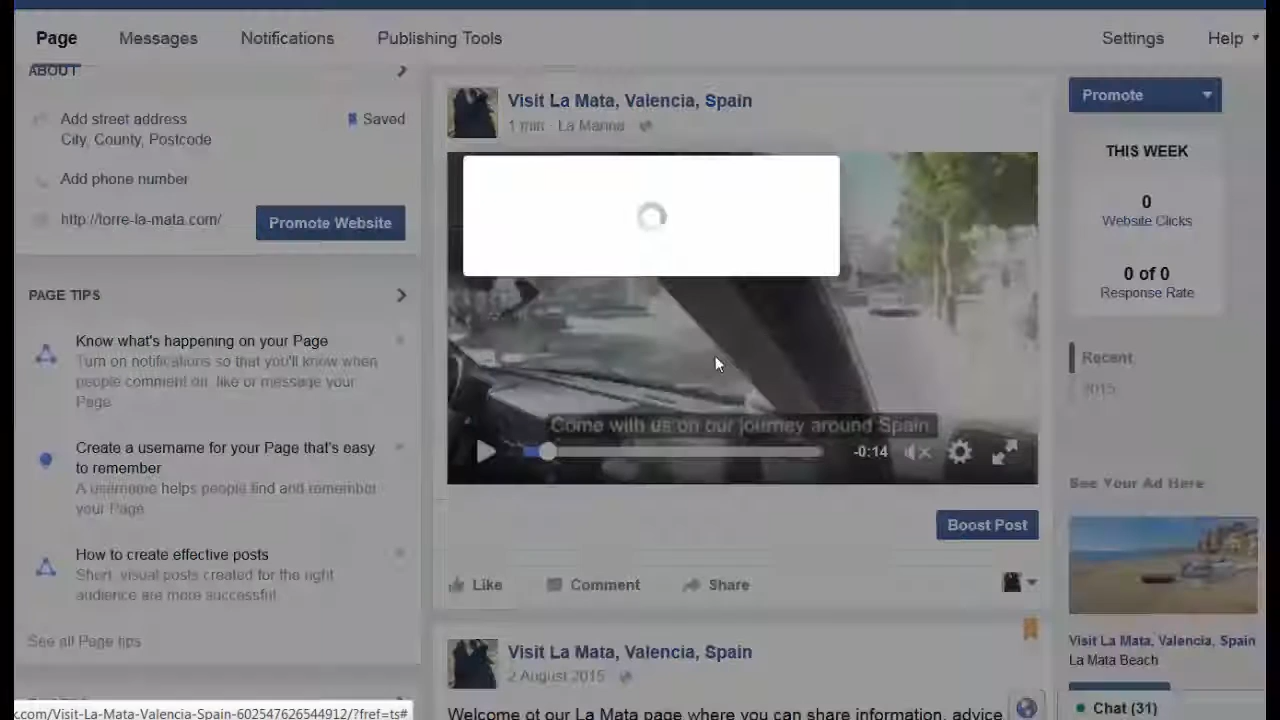 Page
Messages
Notifications
Publishing Tools
Settings
Help
ABOUT
Add street address
City, County, Postcode
Saved
Add phone number
http://torre-la-mata.com/
Promote Website
PAGE TIPS
Know what's happening on your Page
Turn on notifications so that you'll know when
people comment on, like or message your
Page.
Create a username for your Page that's easy
to remember
A username helps people find and remember
your Page.
How to create effective posts
Short, visual posts created for the right
audience are more successful.
See all Page tips
k.com/Visit-La-Mata-Valencia-Spain-602547626544912/?fref=ts#
Visit La Mata, Valencia, Spain
1 min · La Marina
Come with us on our journey around Spain.
-0:14
Boost Post
Like
Comment
Share
Visit La Mata, Valencia, Spain
2 August 2015
Welcome ot our La Mata page where you can share information, advice
Promote
THIS WEEK
0
Website Clicks
0 of 0
Response Rate
Recent
2015
See Your Ad Here
Visit La Mata, Valencia, Spain
La Mata Beach
Chat (31)